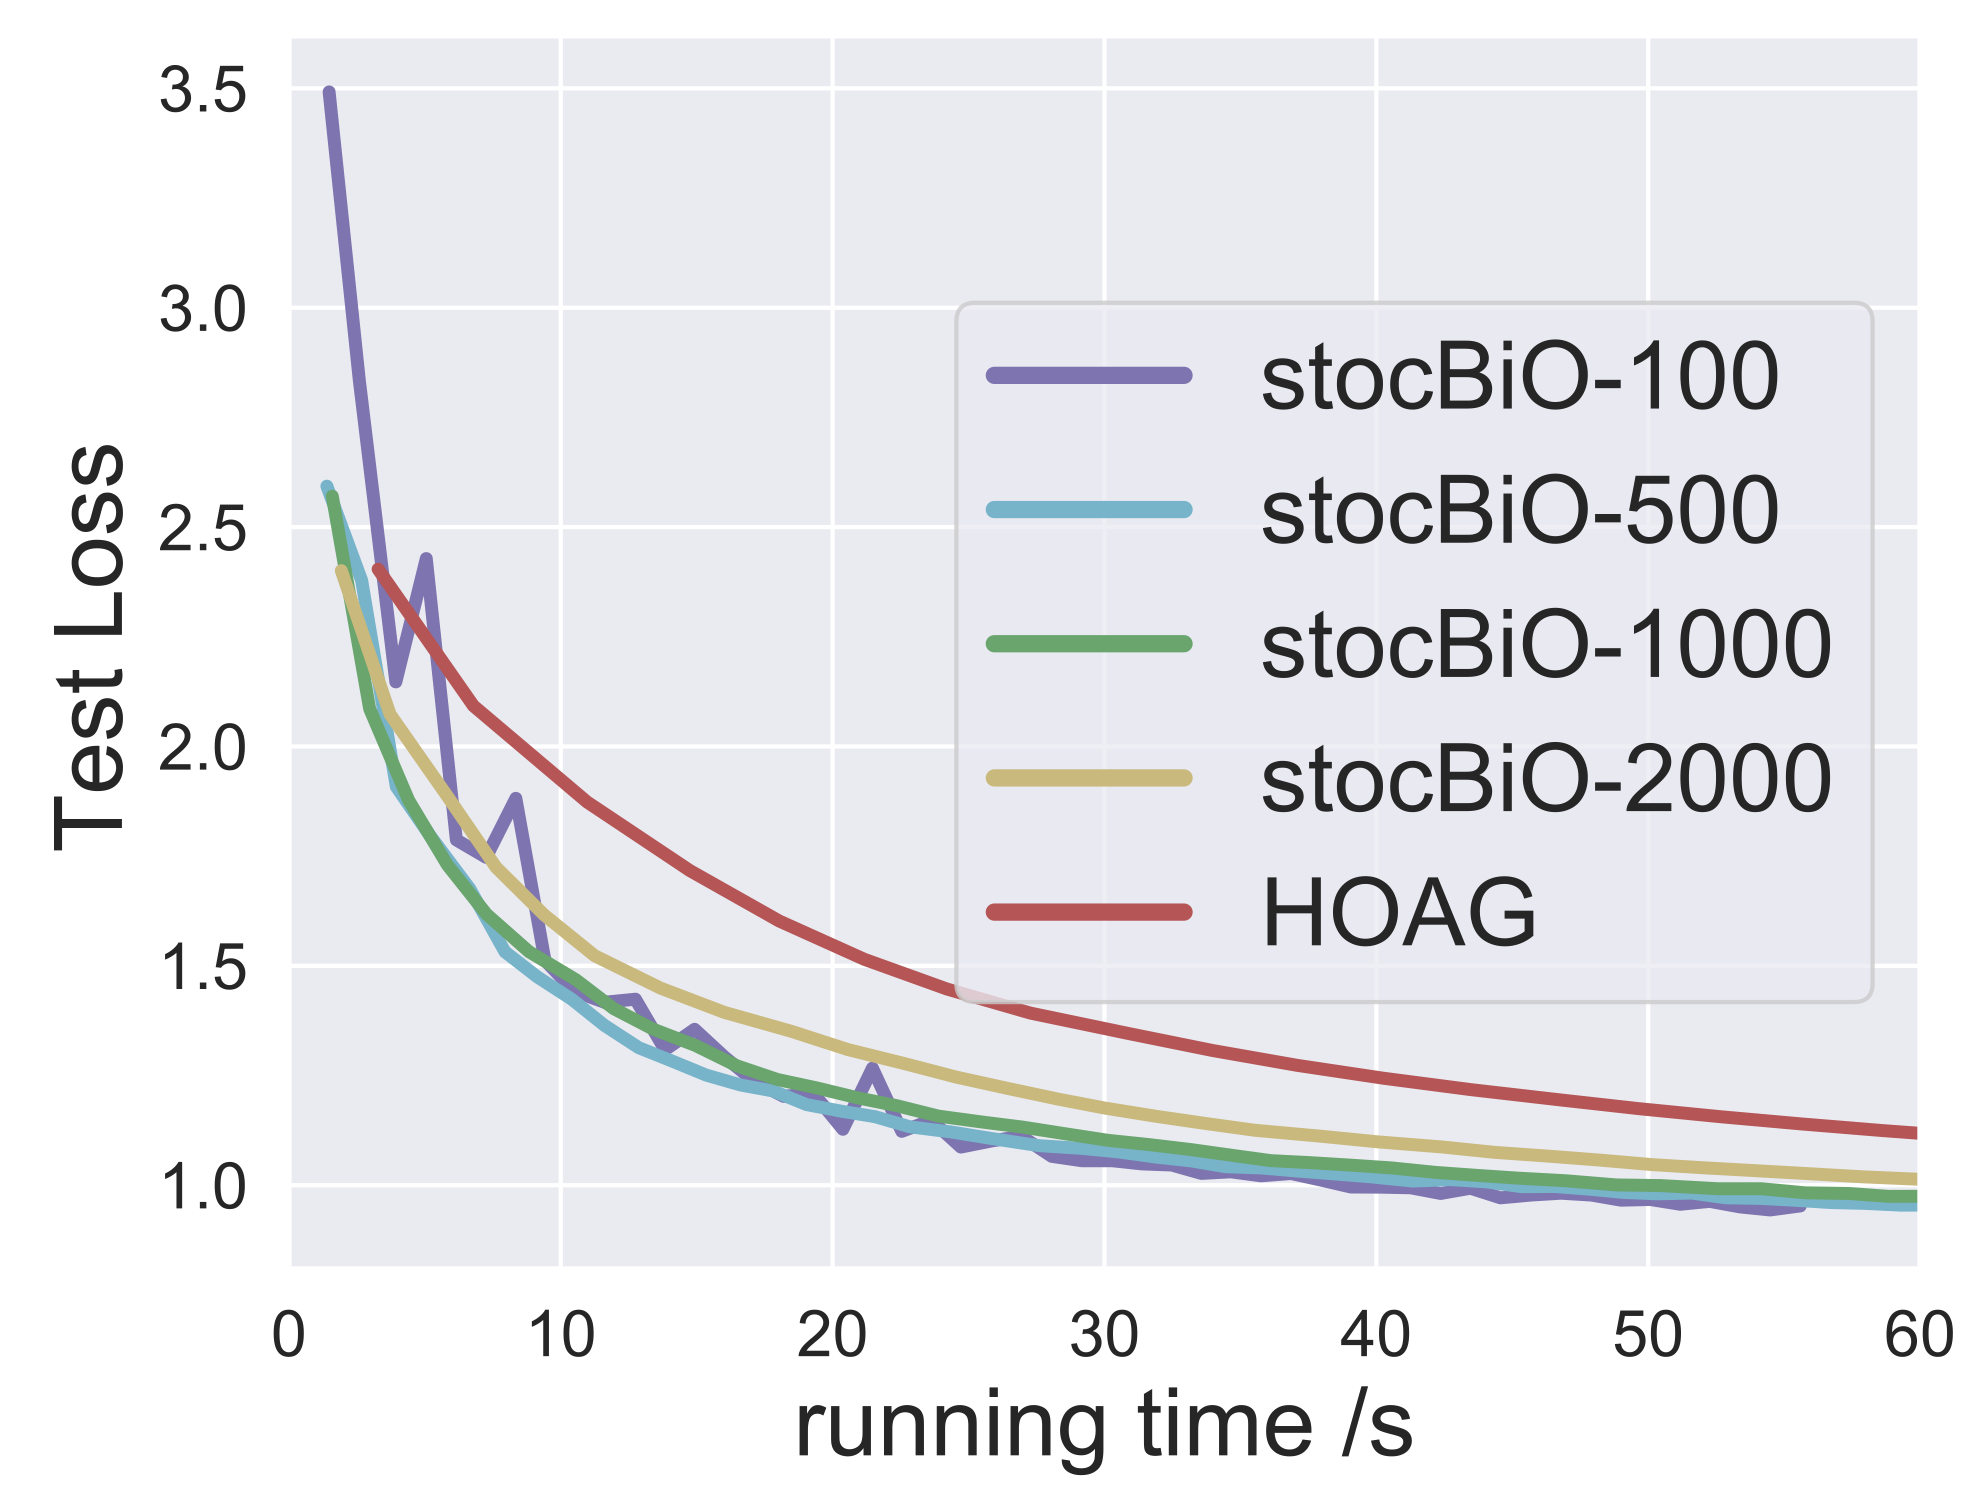 3.5
3.0
2.5
2.0
1.5
1.0
Test Loss
stocBiO-100
stocBiO-500
stocBiO-1000
stocBiO-2000
HOAG
0 10 20 30 40 50 60
running time /s